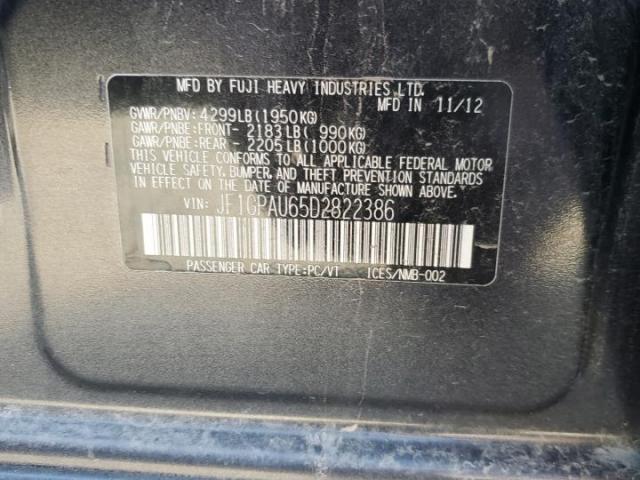 MFD BY FUJI HEAVY INDUSTRIES LTD.
MFD IN 11/12
GVWR/PNBV: 4299LB(1950KG)
GAWR/PNBE:FRONT- 2183LB( 990KG)
GAWR/PNBE:REAR - 2205LB(1000KG)
THIS VEHICLE CONFORMS TO ALL APPLICABLE FEDERAL MOTOR
VEHICLE SAFETY, BUMPER, AND THEFT PREVENTION STANDARDS
IN EFFECT ON THE DATE OF MANUFACTURE SHOWN ABOVE.
VIN: JF1GPAU65D2822386
PASSENGER CAR TYPE:PC/VT ICES/NMB-002